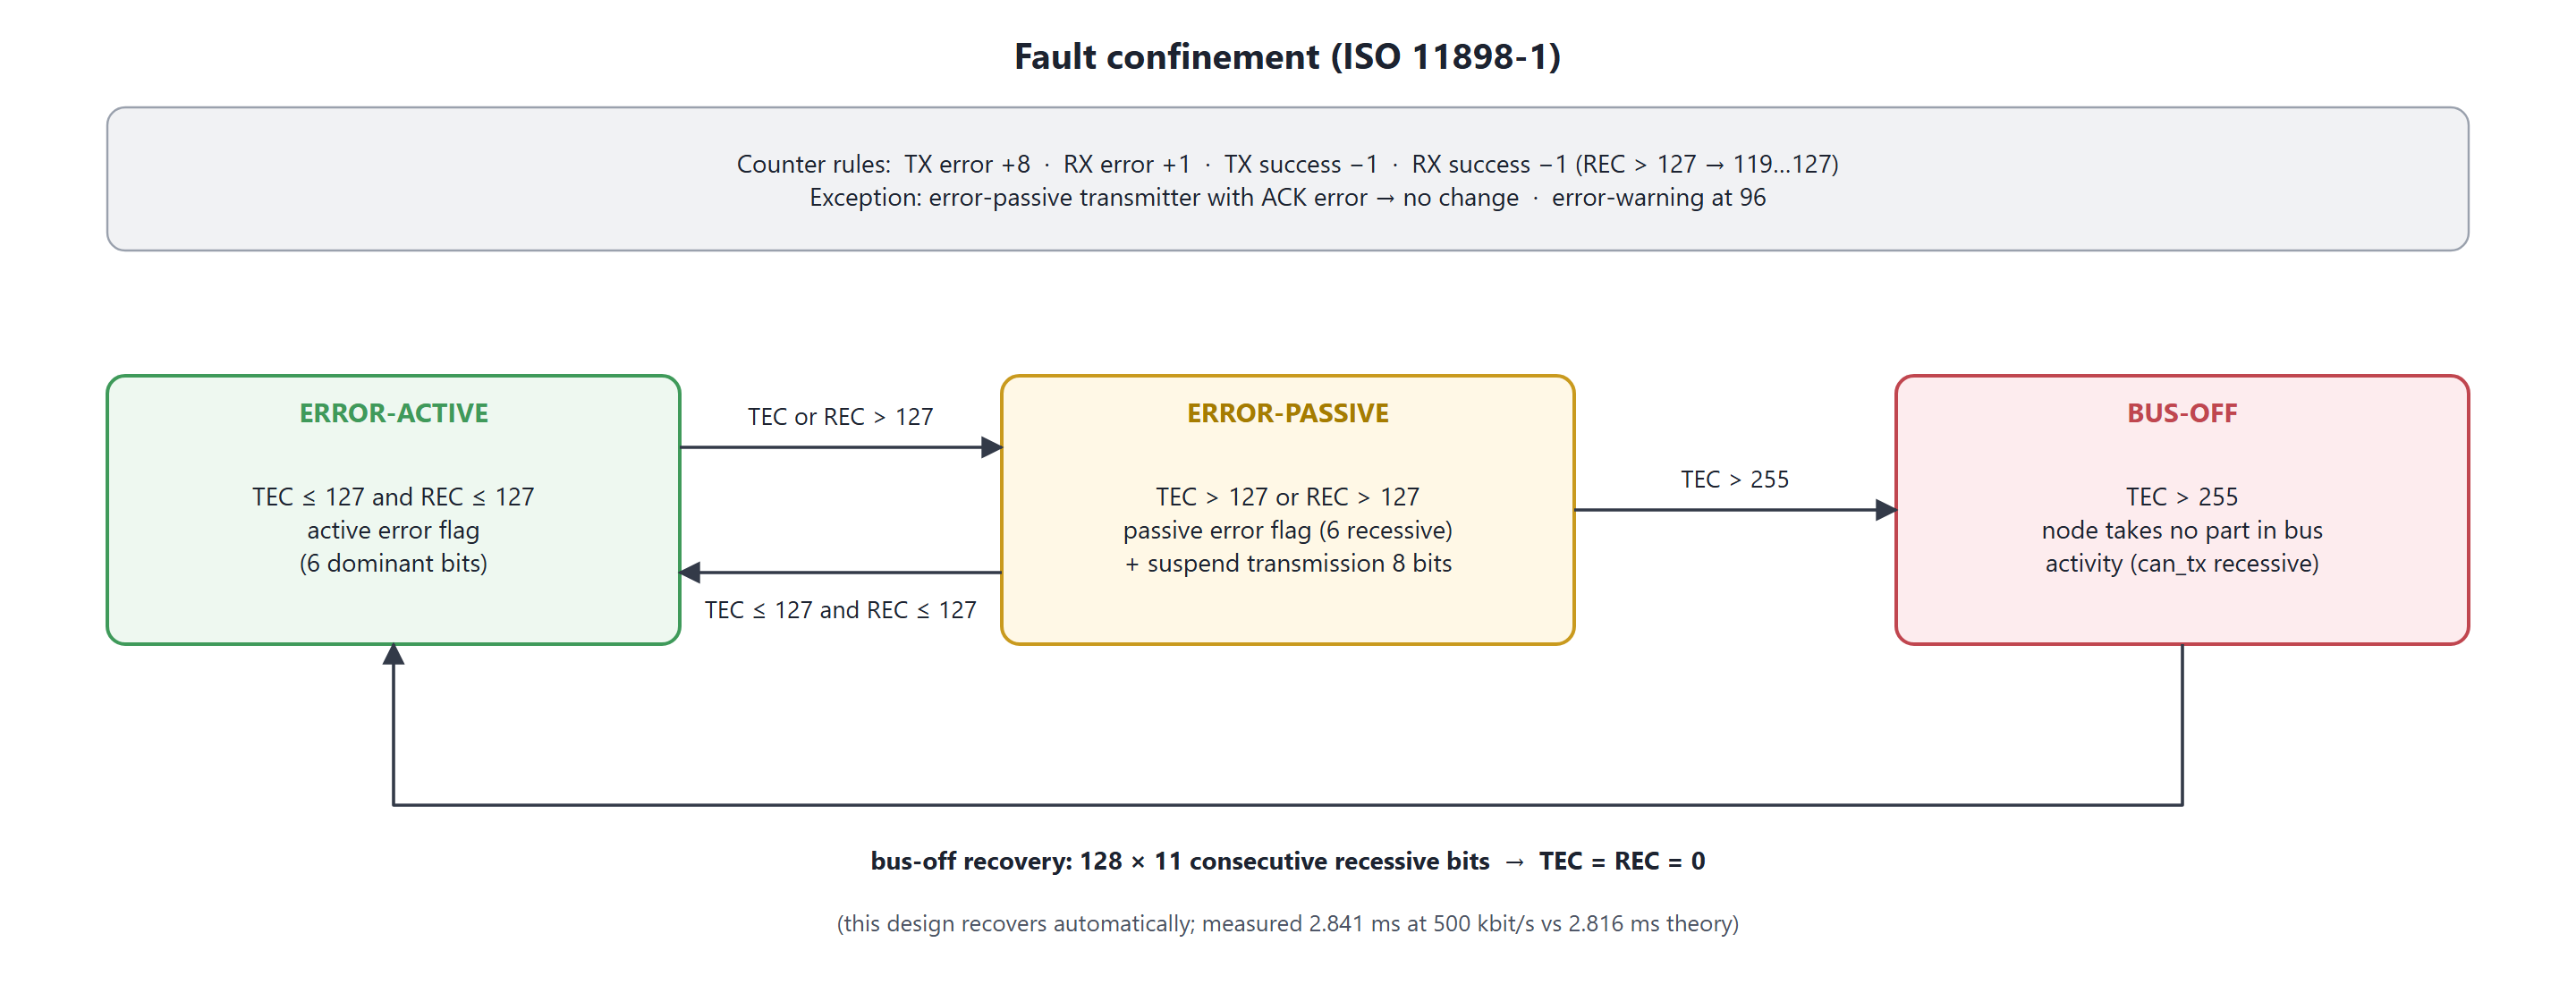 Fault confinement (ISO 11898-1)
Counter rules:  TX error +8  ·  RX error +1  ·  TX success −1  ·  RX success −1 (REC > 127 → 119…127)
Exception: error-passive transmitter with ACK error → no change  ·  error-warning at 96
ERROR-ACTIVE
TEC ≤ 127 and REC ≤ 127
active error flag
(6 dominant bits)
TEC or REC > 127
TEC ≤ 127 and REC ≤ 127
ERROR-PASSIVE
TEC > 127 or REC > 127
passive error flag (6 recessive)
+ suspend transmission 8 bits
TEC > 255
BUS-OFF
TEC > 255
node takes no part in bus
activity (can_tx recessive)
bus-off recovery: 128 × 11 consecutive recessive bits  →  TEC = REC = 0
(this design recovers automatically; measured 2.841 ms at 500 kbit/s vs 2.816 ms theory)